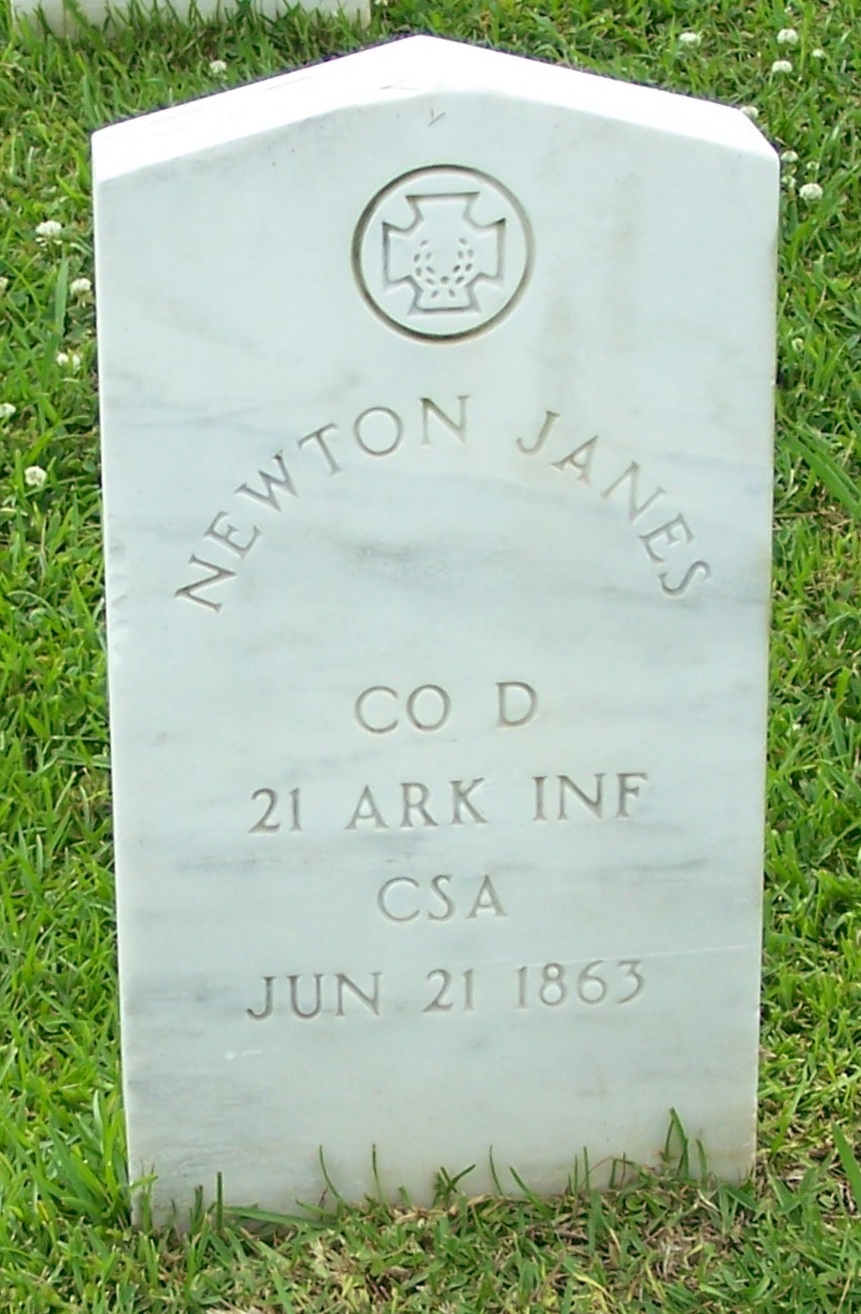 NEWTON JANES
CO D
21 ARK INF
CSA
JUN 21 1863